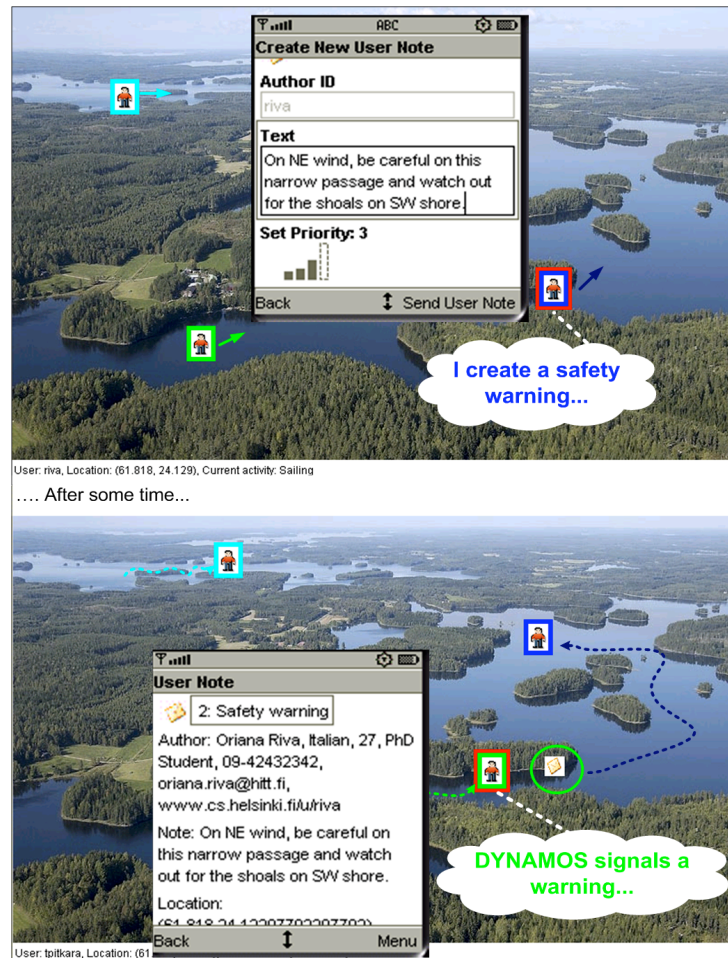 ABC
Create New User Note
Author ID
riva
Text
On NE wind, be careful on this
narrow passage and watch out
for the shoals on SW shore.
Set Priority: 3
Back Send User Note
I create a safety
warning...
User: riva, Location: (61.818, 24.129), Current activity: Sailing
…. After some time...
User Note
2: Safety warning
Author: Oriana Riva, Italian, 27, PhD
Student, 09-42432342,
oriana.riva@hiit.fi,
www.cs.helsinki.fi/u/riva
Note: On NE wind, be careful on
this narrow passage and watch
out for the shoals on SW shore.
Location:
Back Menu
DYNAMOS signals a
warning...
User: tpitkara, Location: (61